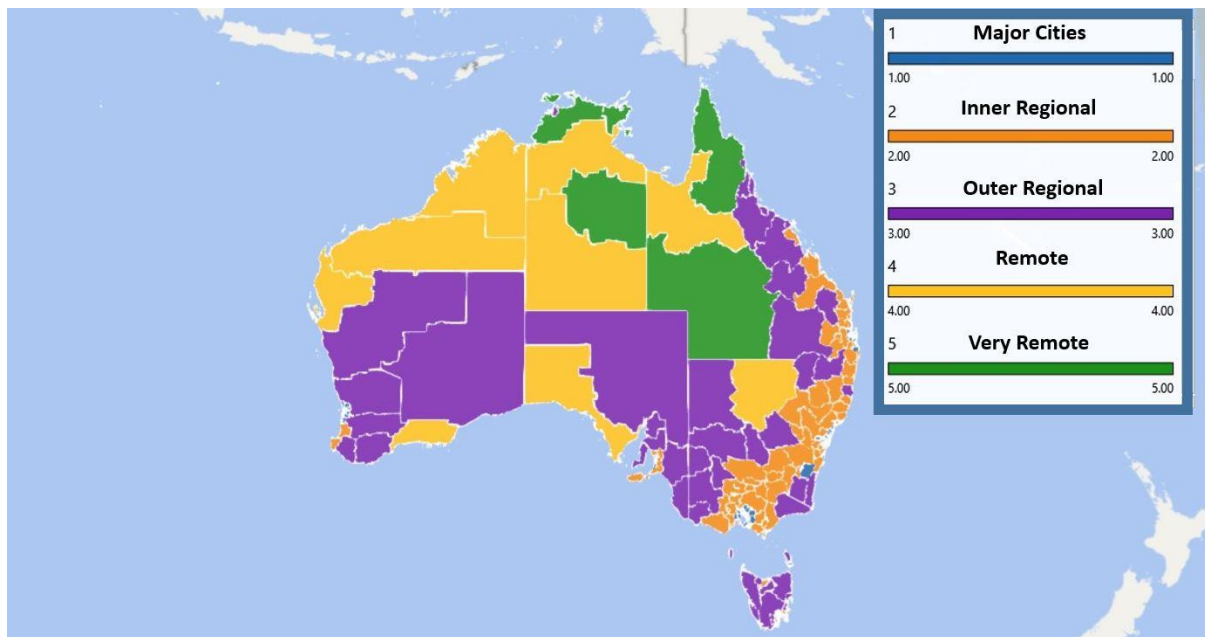 1 Major Cities
1.00 1.00
2 Inner Regional
2.00 2.00
3 Outer Regional
3.00 3.00
4 Remote
4.00 4.00
5 Very Remote
5.00 5.00